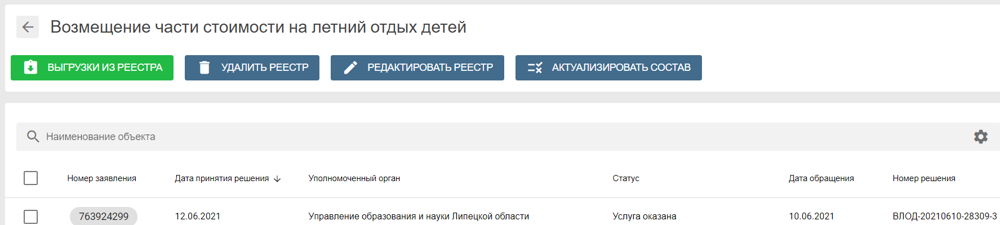 Возмещение части стоимости на летний отдых детей
ВЫГРУЗКИ ИЗ РЕЕСТРА УДАЛИТЬ РЕЕСТР РЕДАКТИРОВАТЬ РЕЕСТР АКТУАЛИЗИРОВАТЬ СОСТАВ
Наименование объекта
Номер заявления Дата принятия решения Уполномоченный орган Статус Дата обращения Номер решения
763924299 12.06.2021 Управление образования и науки Липецкой области Услуга оказана 10.06.2021 ВЛОД-20210610-28309-3